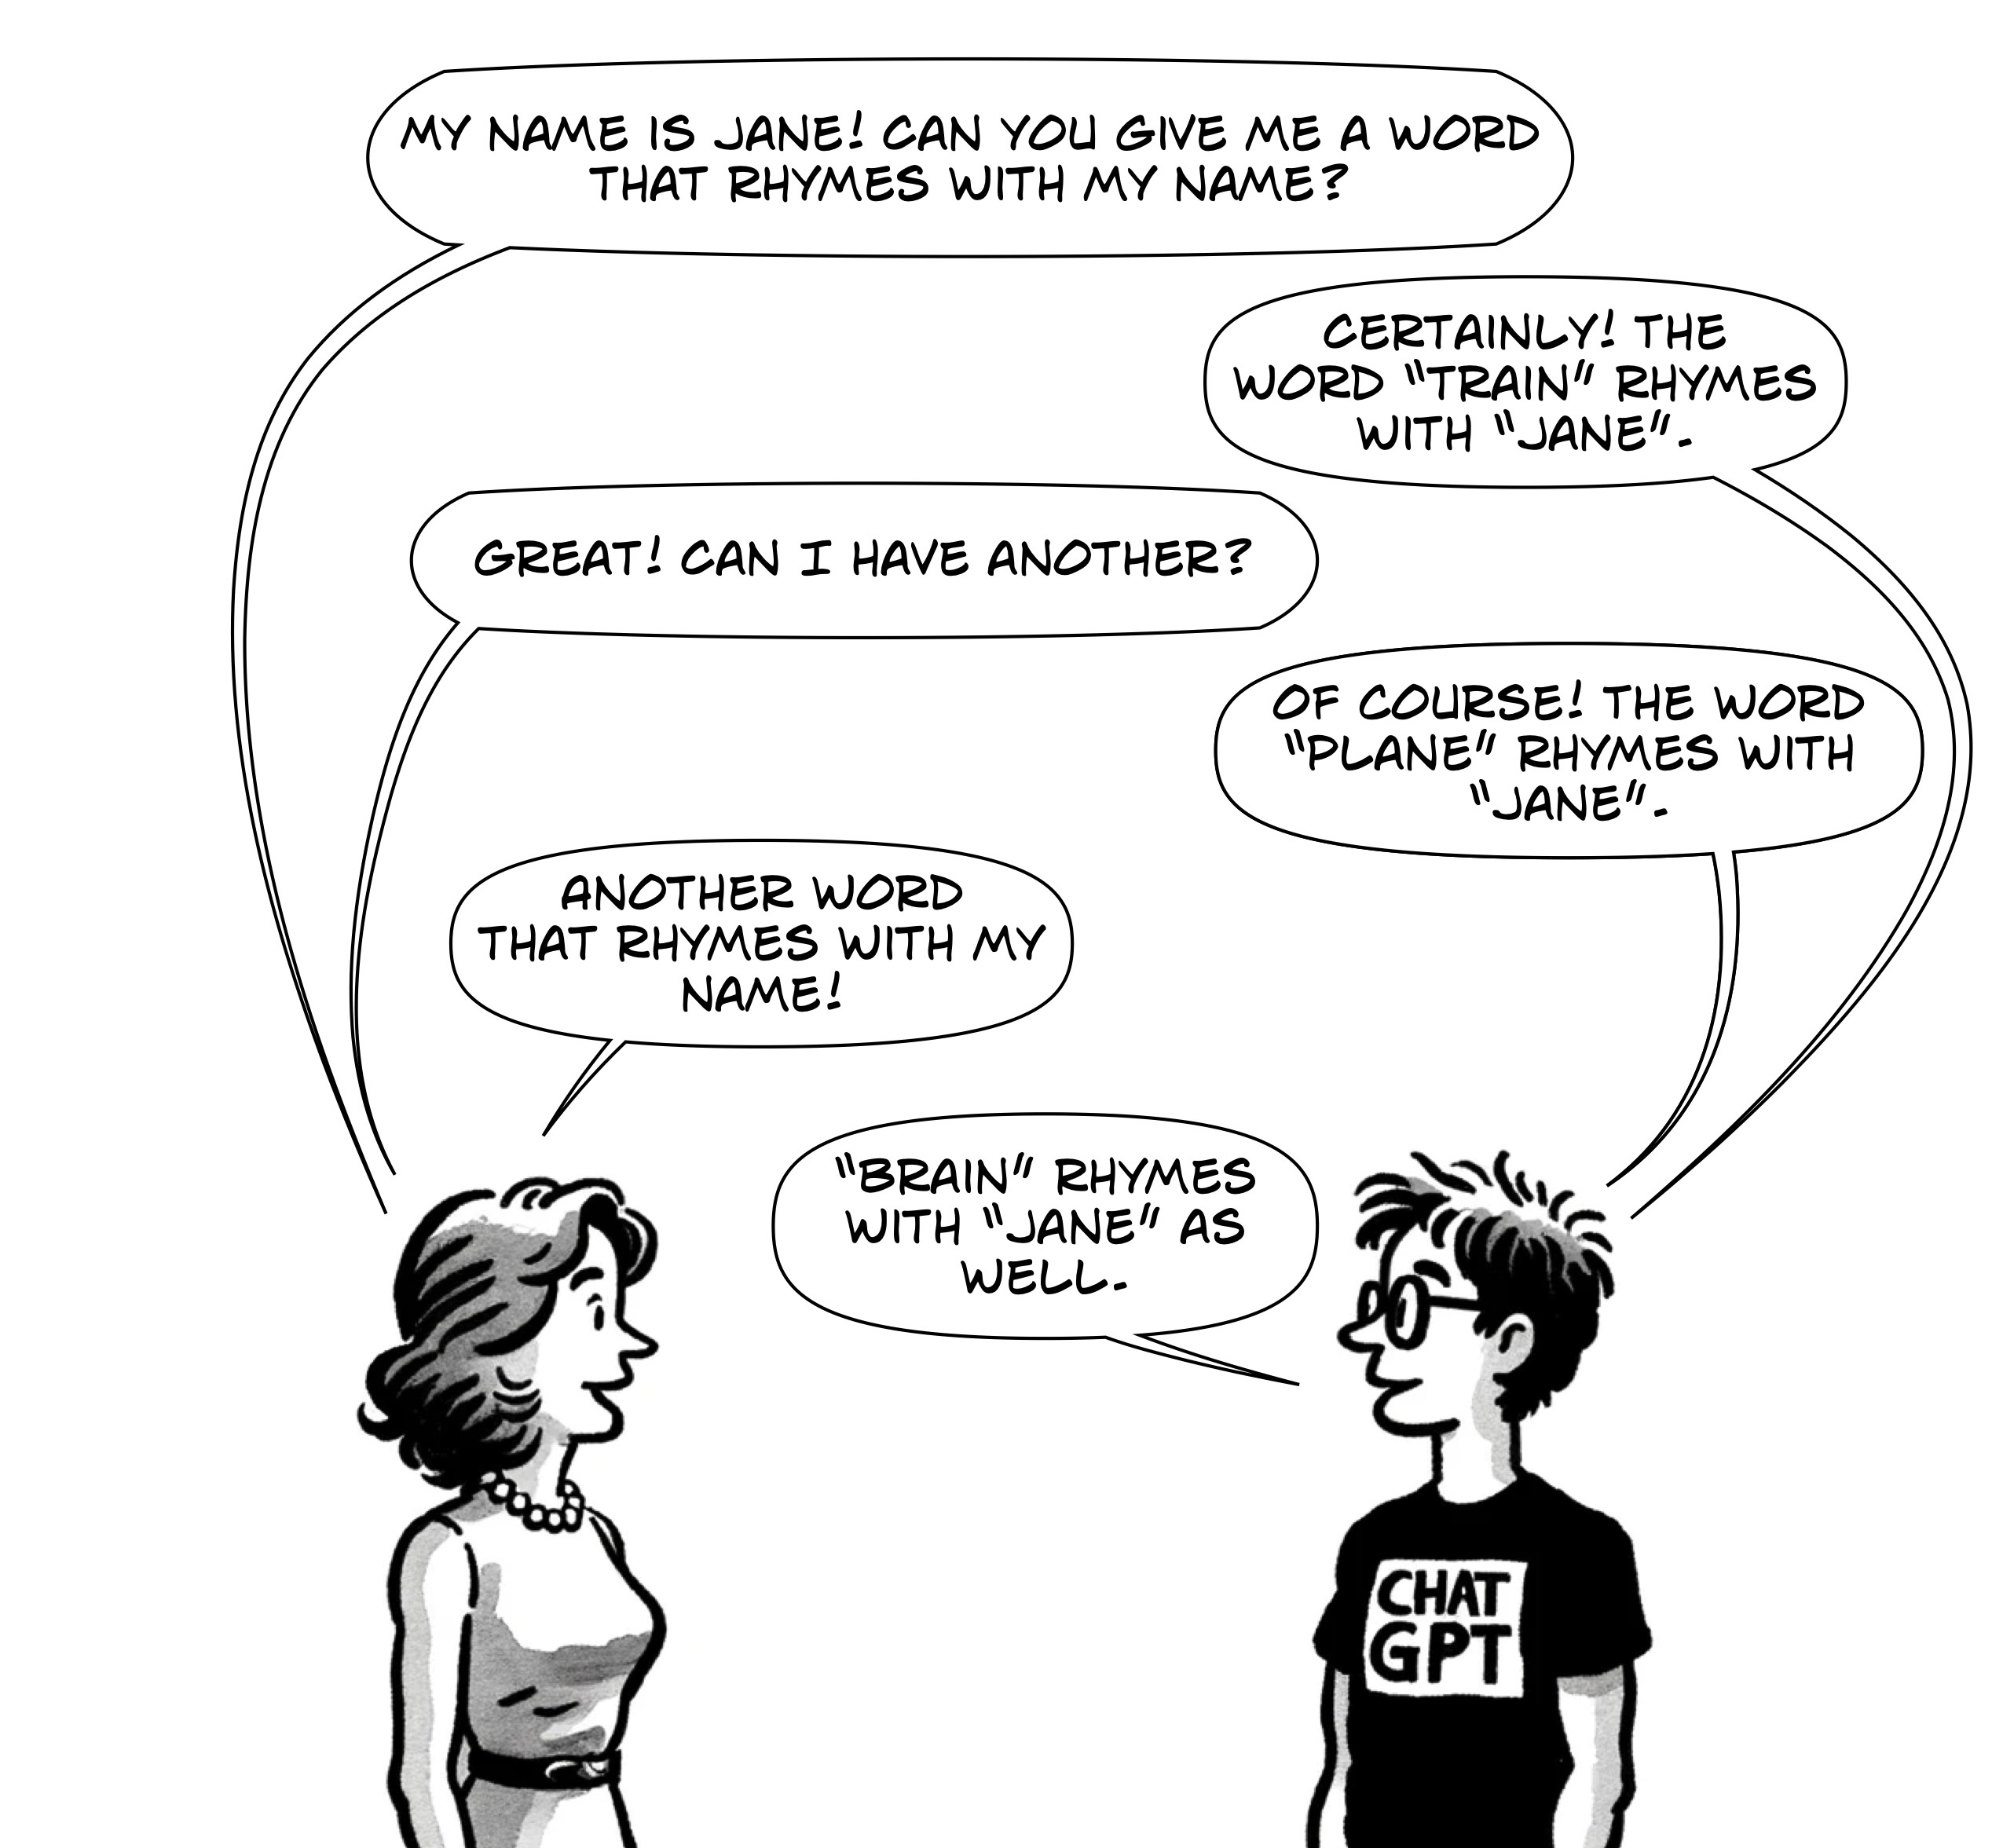 MY NAME IS JANE! CAN YOU GIVE ME A WORD
THAT RHYMES WITH MY NAME?
CERTAINLY! THE
WORD "TRAIN" RHYMES
WITH "JANE".
GREAT! CAN I HAVE ANOTHER?
OF COURSE! THE WORD
"PLANE" RHYMES WITH
"JANE".
ANOTHER WORD
THAT RHYMES WITH MY
NAME!
"BRAIN" RHYMES
WITH "JANE" AS
WELL.
CHAT
GPT